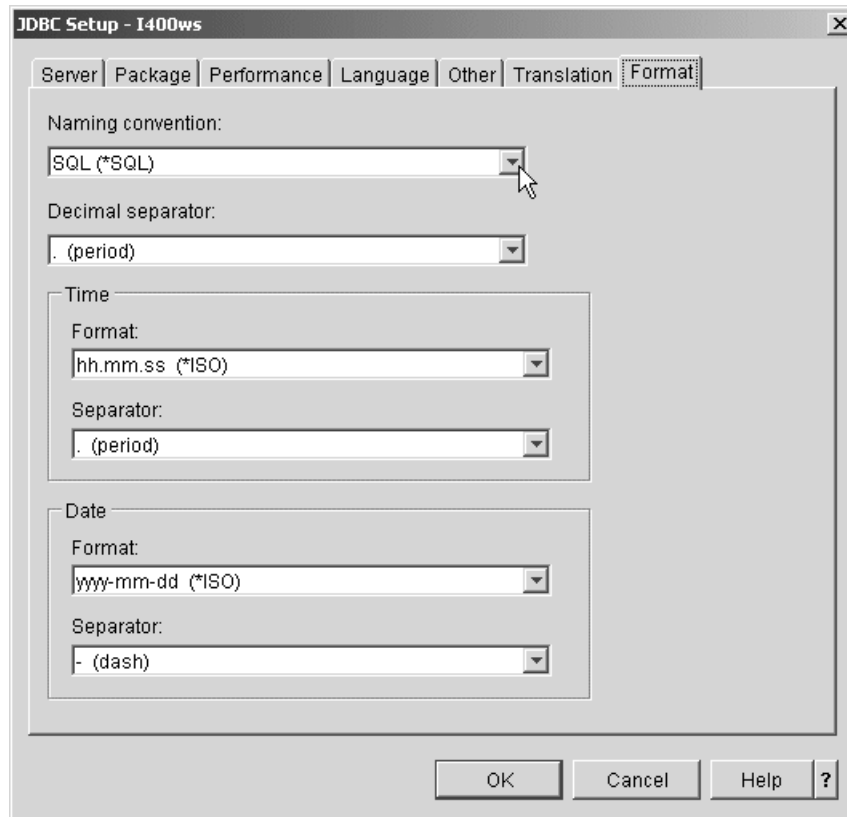 JDBC Setup - I400ws
Server Package Performance Language Other Translation Format
Naming convention:
SQL (*SQL)
Decimal separator:
. (period)
Time
Format:
hh.mm.ss (*ISO)
Separator:
. (period)
Date
Format:
yyyy-mm-dd (*ISO)
Separator:
- (dash)
OK Cancel Help ?